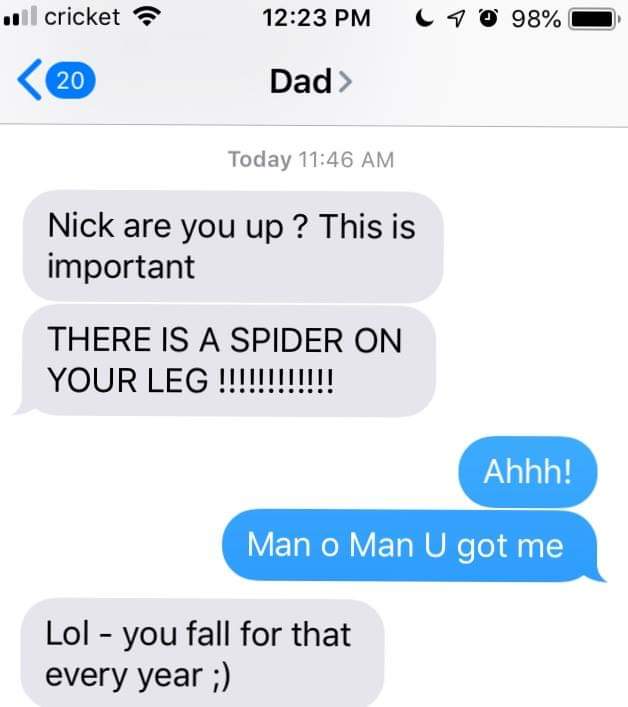 cricket 12:23 PM 98%
20 Dad
Today 11:46 AM
Nick are you up ? This is
important
THERE IS A SPIDER ON
YOUR LEG !!!!!!!!!!!!
Ahhh!
Man o Man U got me
Lol - you fall for that
every year ;)